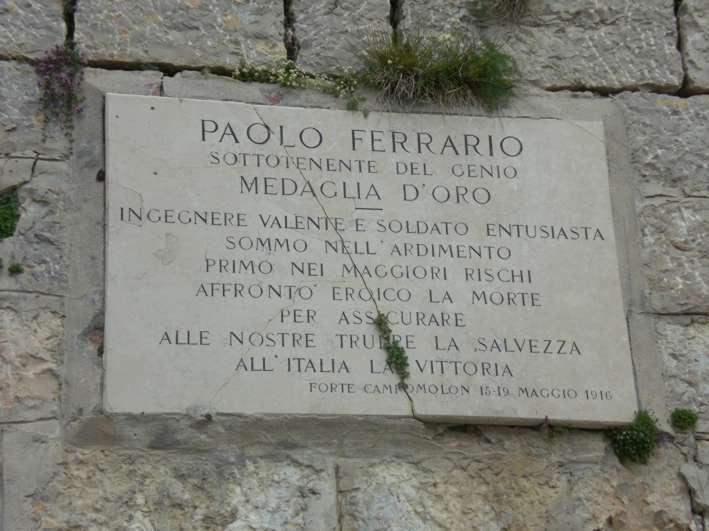 PAOLO FERRARIO
SOTTOTENENTE DEL GENIO
MEDAGLIA D'ORO
INGEGNERE VALENTE E SOLDATO ENTUSIASTA
SOMMO NELL'ARDIMENTO
PRIMO NEI MAGGIORI RISCHI
AFFRONTO' EROICO LA MORTE
PER ASSICURARE
ALLE NOSTRE TRUPPE LA SALVEZZA
ALL'ITALIA LA VITTORIA
FORTE CAMPOMOLON 15-19 MAGGIO 1916